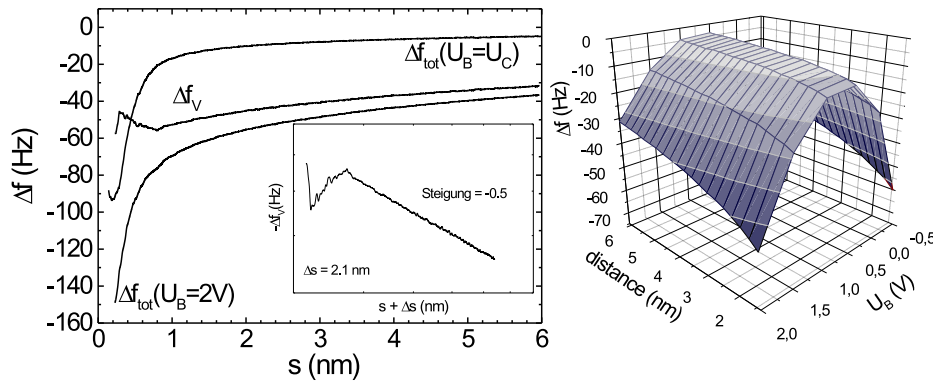 0
-20
-40
-60
-80
-100
-120
-140
-160
Δf (Hz)
0 1 2 3 4 5 6
s (nm)
Δf_tot(U_B=U_C)
Δf_V
Δf_tot(U_B=2V)
-Δf_V(Hz)
Steigung = -0.5
Δs = 2.1 nm
s + Δs (nm)
0
-10
-20
-30
-40
-50
-60
-70
Δf (Hz)
6 5 4 3 2
distance (nm)
-0,5
0,0
0,5
1,0
1,5
2,0
U_B (V)